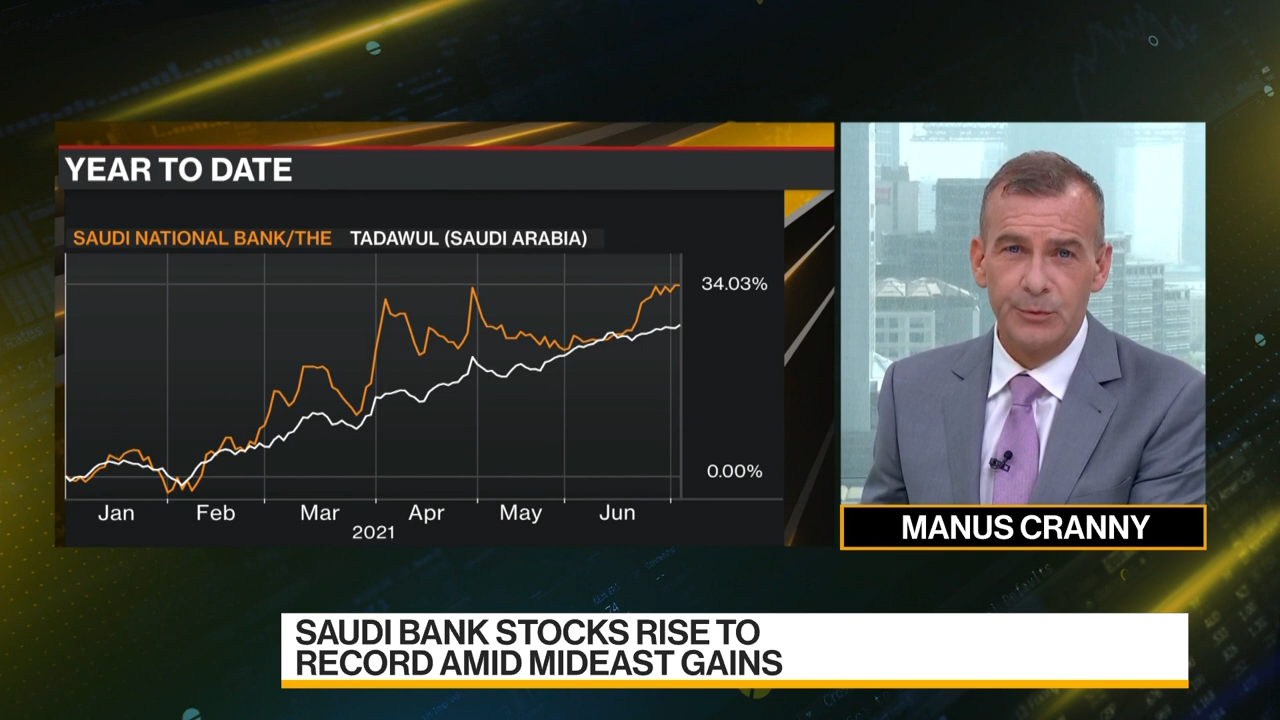 YEAR TO DATE
SAUDI NATIONAL BANK/THE TADAWUL (SAUDI ARABIA)
34.03%
0.00%
Jan Feb Mar Apr May Jun
2021
MANUS CRANNY
SAUDI BANK STOCKS RISE TO
RECORD AMID MIDEAST GAINS